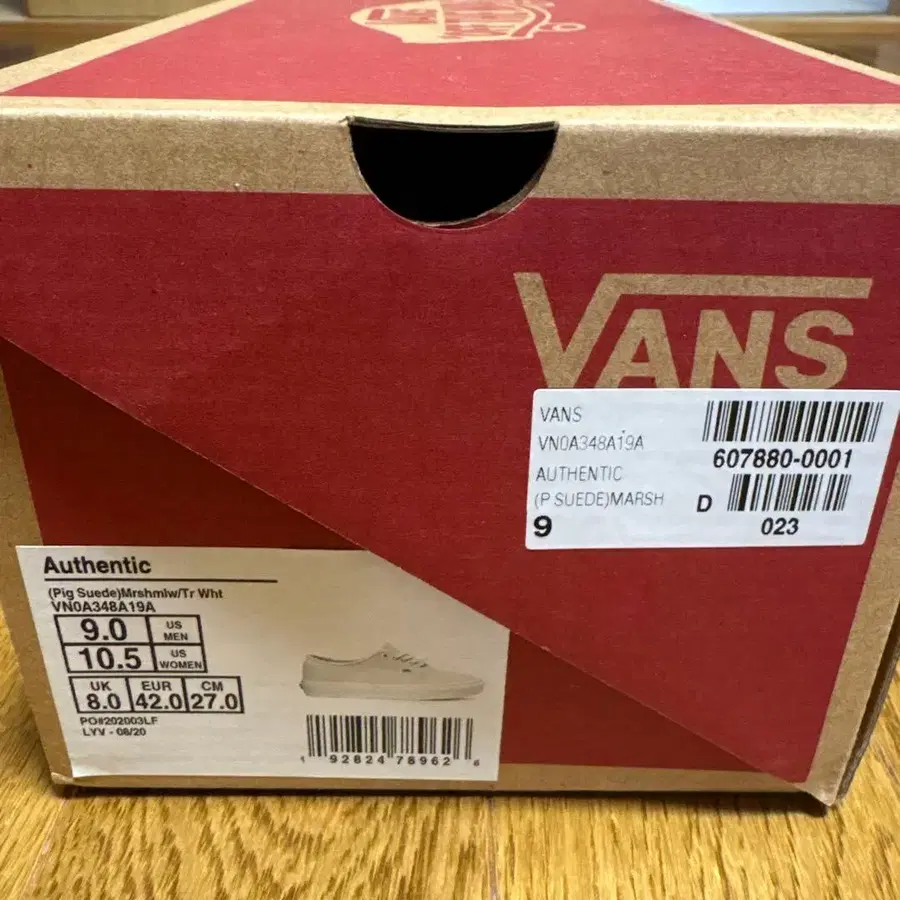 VANS
VANS
VN0A348A19A
AUTHENTIC
(P SUEDE)MARSH
9
607880-0001
D
023
Authentic
(Pig Suede)Mrshmlw/Tr Wht
VN0A348A19A
9.0 US MEN
10.5 US WOMEN
UK EUR CM
8.0 42.0 27.0
PO#202003LF
LYV - 08/20
1 92824 78962 6